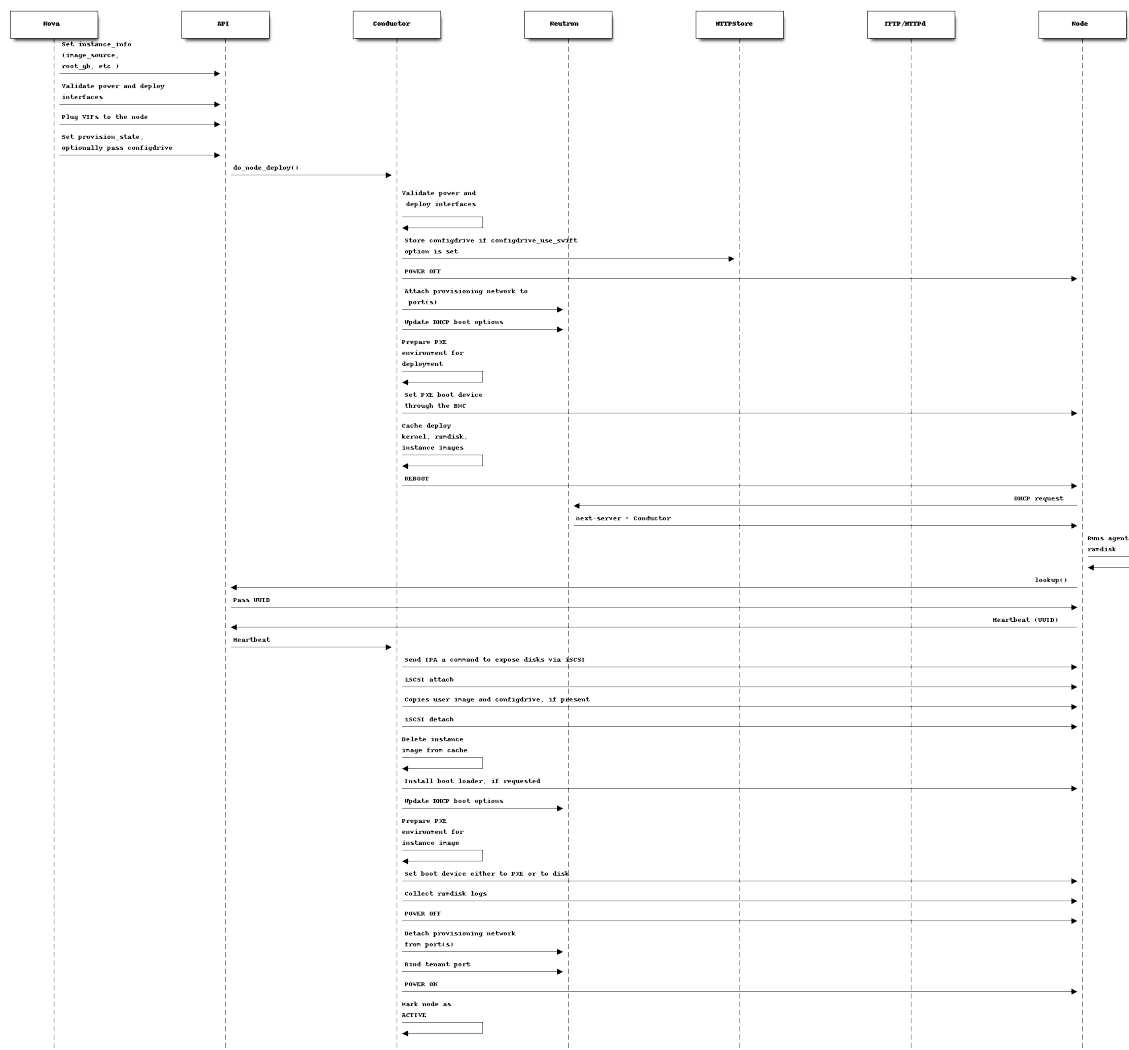 Nova
API
Conductor
Neutron
HTTPStore
TFTP/HTTPd
Node
Set instance_info
(image_source,
root_gb, etc.)
Validate power and deploy
interfaces
Plug VIFs to the node
Set provision_state,
optionally pass configdrive
do_node_deploy()
Validate power and
deploy interfaces
Store configdrive if configdrive_use_swift
option is set
POWER OFF
Attach provisioning network to
port(s)
Update DHCP boot options
Prepare PXE
environment for
deployment
Set PXE boot device
through the BMC
Cache deploy
kernel, ramdisk,
instance images
REBOOT
DHCP request
next-server = Conductor
Runs agent
ramdisk
lookup()
Pass UUID
Heartbeat (UUID)
Heartbeat
Send IPA a command to expose disks via iSCSI
iSCSI attach
Copies user image and configdrive, if present
iSCSI detach
Delete instance
image from cache
Install boot loader, if requested
Update DHCP boot options
Prepare PXE
environment for
instance image
Set boot device either to PXE or to disk
Collect ramdisk logs
POWER OFF
Detach provisioning network
from port(s)
Bind tenant port
POWER ON
Mark node as
ACTIVE